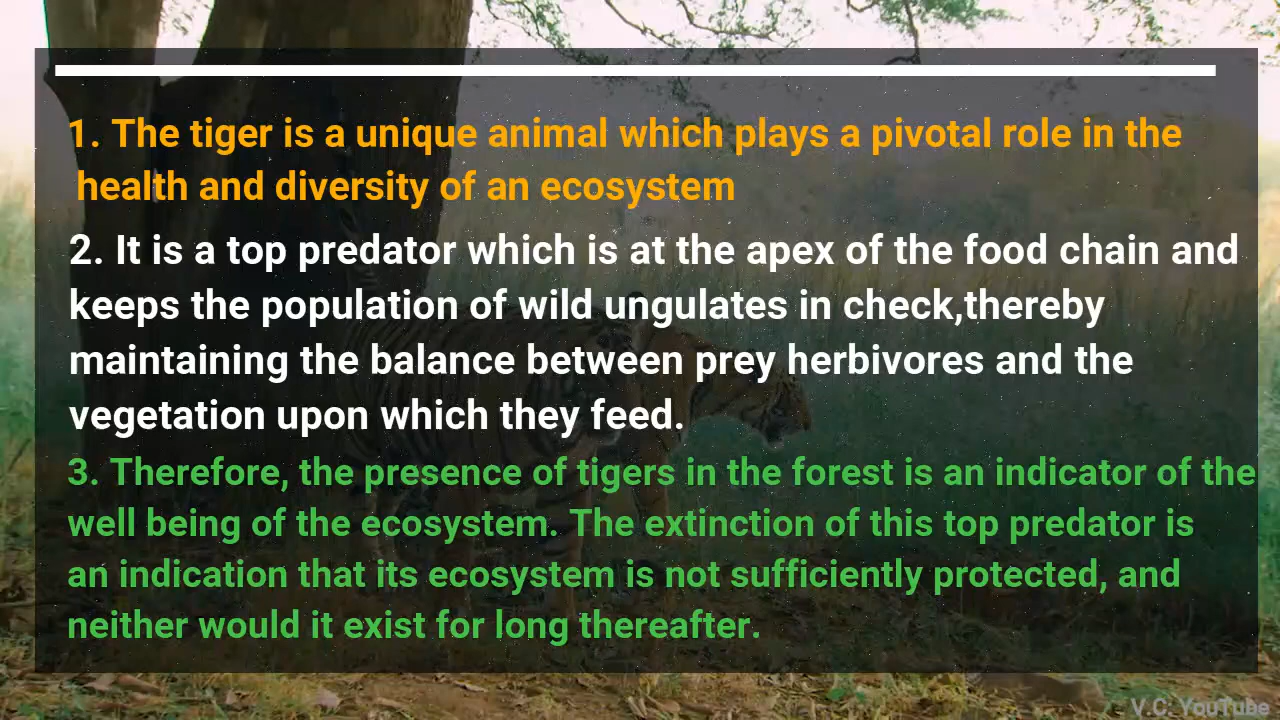 1. The tiger is a unique animal which plays a pivotal role in the
health and diversity of an ecosystem
2. It is a top predator which is at the apex of the food chain and
keeps the population of wild ungulates in check,thereby
maintaining the balance between prey herbivores and the
vegetation upon which they feed.
3. Therefore, the presence of tigers in the forest is an indicator of the
well being of the ecosystem. The extinction of this top predator is
an indication that its ecosystem is not sufficiently protected, and
neither would it exist for long thereafter.
V.C: YouTube